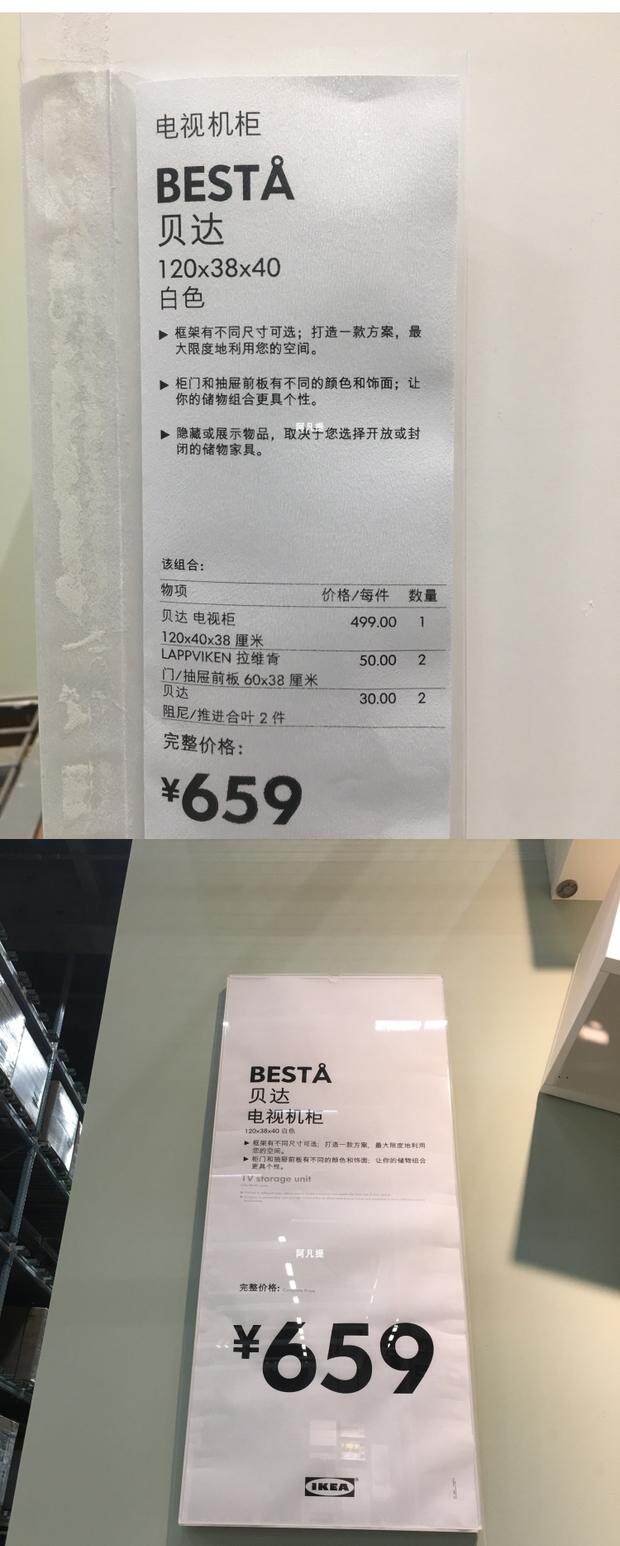 电视机柜
BESTÅ
贝达
120x38x40
白色
▶ 框架有不同尺寸可选；打造一款方案，最
大限度地利用您的空间。
▶ 柜门和抽屉前板有不同的颜色和饰面；让
你的储物组合更具个性。
▶ 隐藏或展示物品，取决于您选择开放或封
闭的储物家具。
阿凡提
该组合：
物项 价格/每件 数量
贝达 电视柜 499.00 1
120x40x38 厘米
LAPPVIKEN 拉维肯 50.00 2
门/抽屉前板 60x38 厘米
贝达 30.00 2
阻尼/推进合叶 2 件
完整价格：
¥659
BESTÅ
贝达
电视机柜
120x38x40 白色
▶ 框架有不同尺寸可选；打造一款方案，最大限度地利用
您的空间。
▶ 柜门和抽屉前板有不同的颜色和饰面；让你的储物组合
更具个性。
TV storage unit
阿凡提
完整价格：
¥659
IKEA